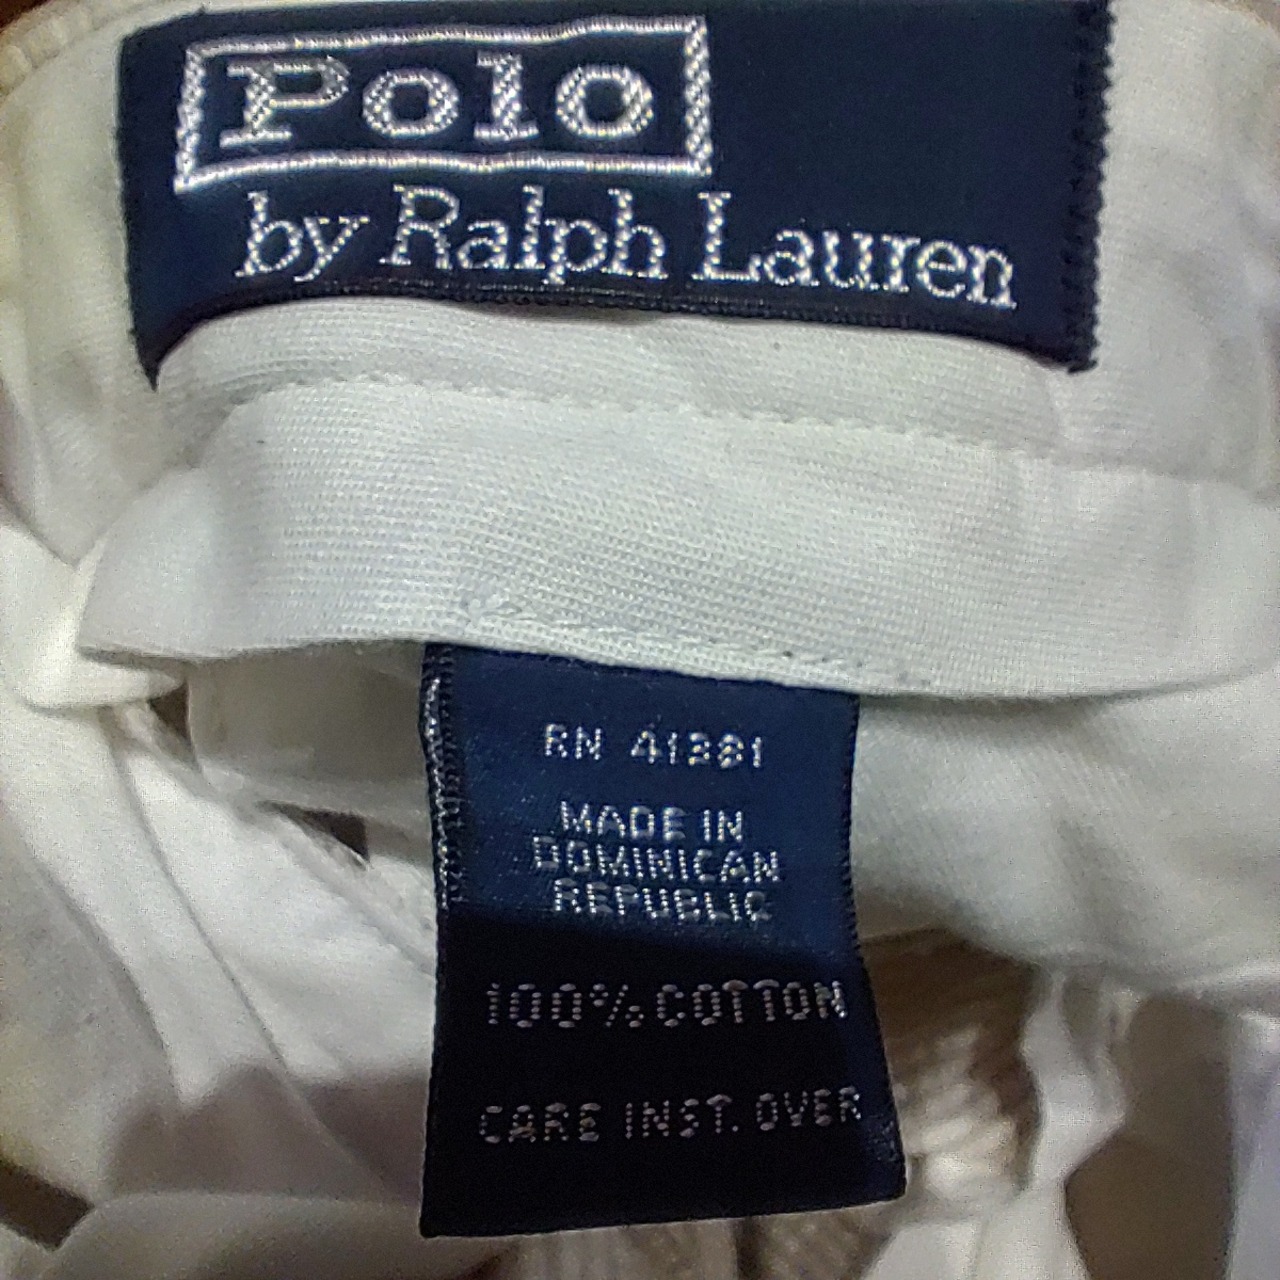 Polo
by Ralph Lauren
RN 41381
MADE IN
DOMINICAN
REPUBLIC
100% COTTON
CARE INST. OVER